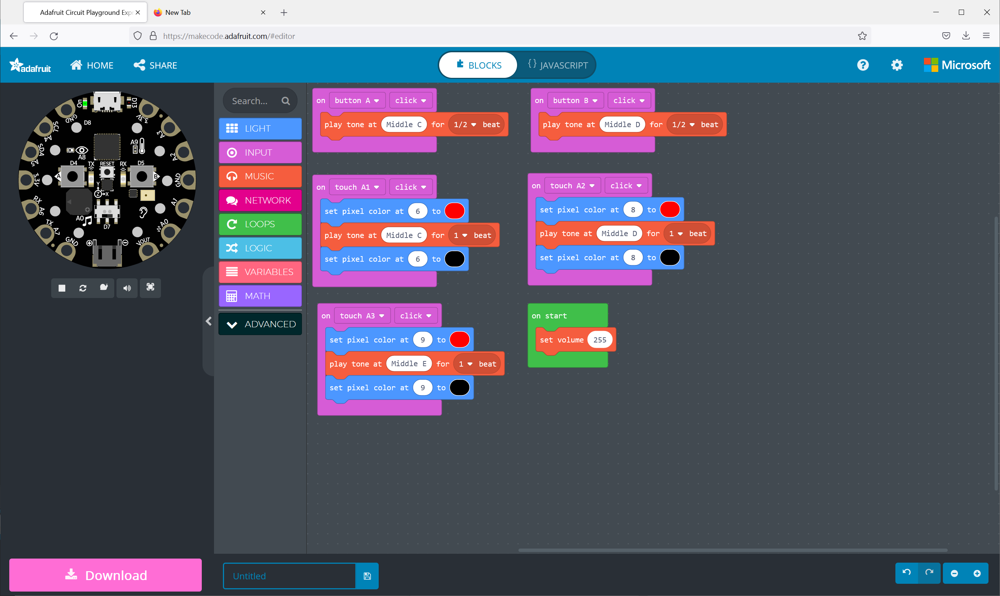 Adafruit Circuit Playground Expr
New Tab
https://makecode.adafruit.com/#editor
adafruit
HOME
SHARE
BLOCKS
{} JAVASCRIPT
Microsoft
ON
D13
GND
D8
3.3V
SCL
A4
A3
SDA
A5
A8
A9
A2
D4
TX
RESET
RX
D5
A
B
3.3V
GND
Y
Z
X
RX
A6
A1
A0
D7
TX
A7
A0
GND
VOUT
Search...
LIGHT
INPUT
MUSIC
NETWORK
LOOPS
LOGIC
VARIABLES
MATH
ADVANCED
on button A click
play tone at Middle C for 1/2 beat
on button B click
play tone at Middle D for 1/2 beat
on touch A1 click
set pixel color at 6 to
play tone at Middle C for 1 beat
set pixel color at 6 to
on touch A2 click
set pixel color at 8 to
play tone at Middle D for 1 beat
set pixel color at 8 to
on touch A3 click
set pixel color at 9 to
play tone at Middle E for 1 beat
set pixel color at 9 to
on start
set volume 255
Download
Untitled